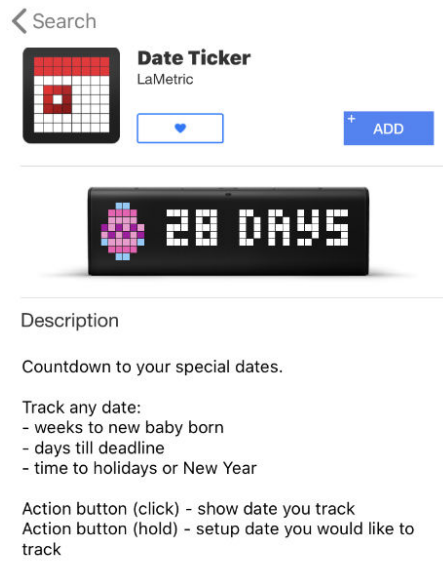 Search
Date Ticker
LaMetric
+ ADD
28 DAYS
Description
Countdown to your special dates.
Track any date:
- weeks to new baby born
- days till deadline
- time to holidays or New Year
Action button (click) - show date you track
Action button (hold) - setup date you would like to
track